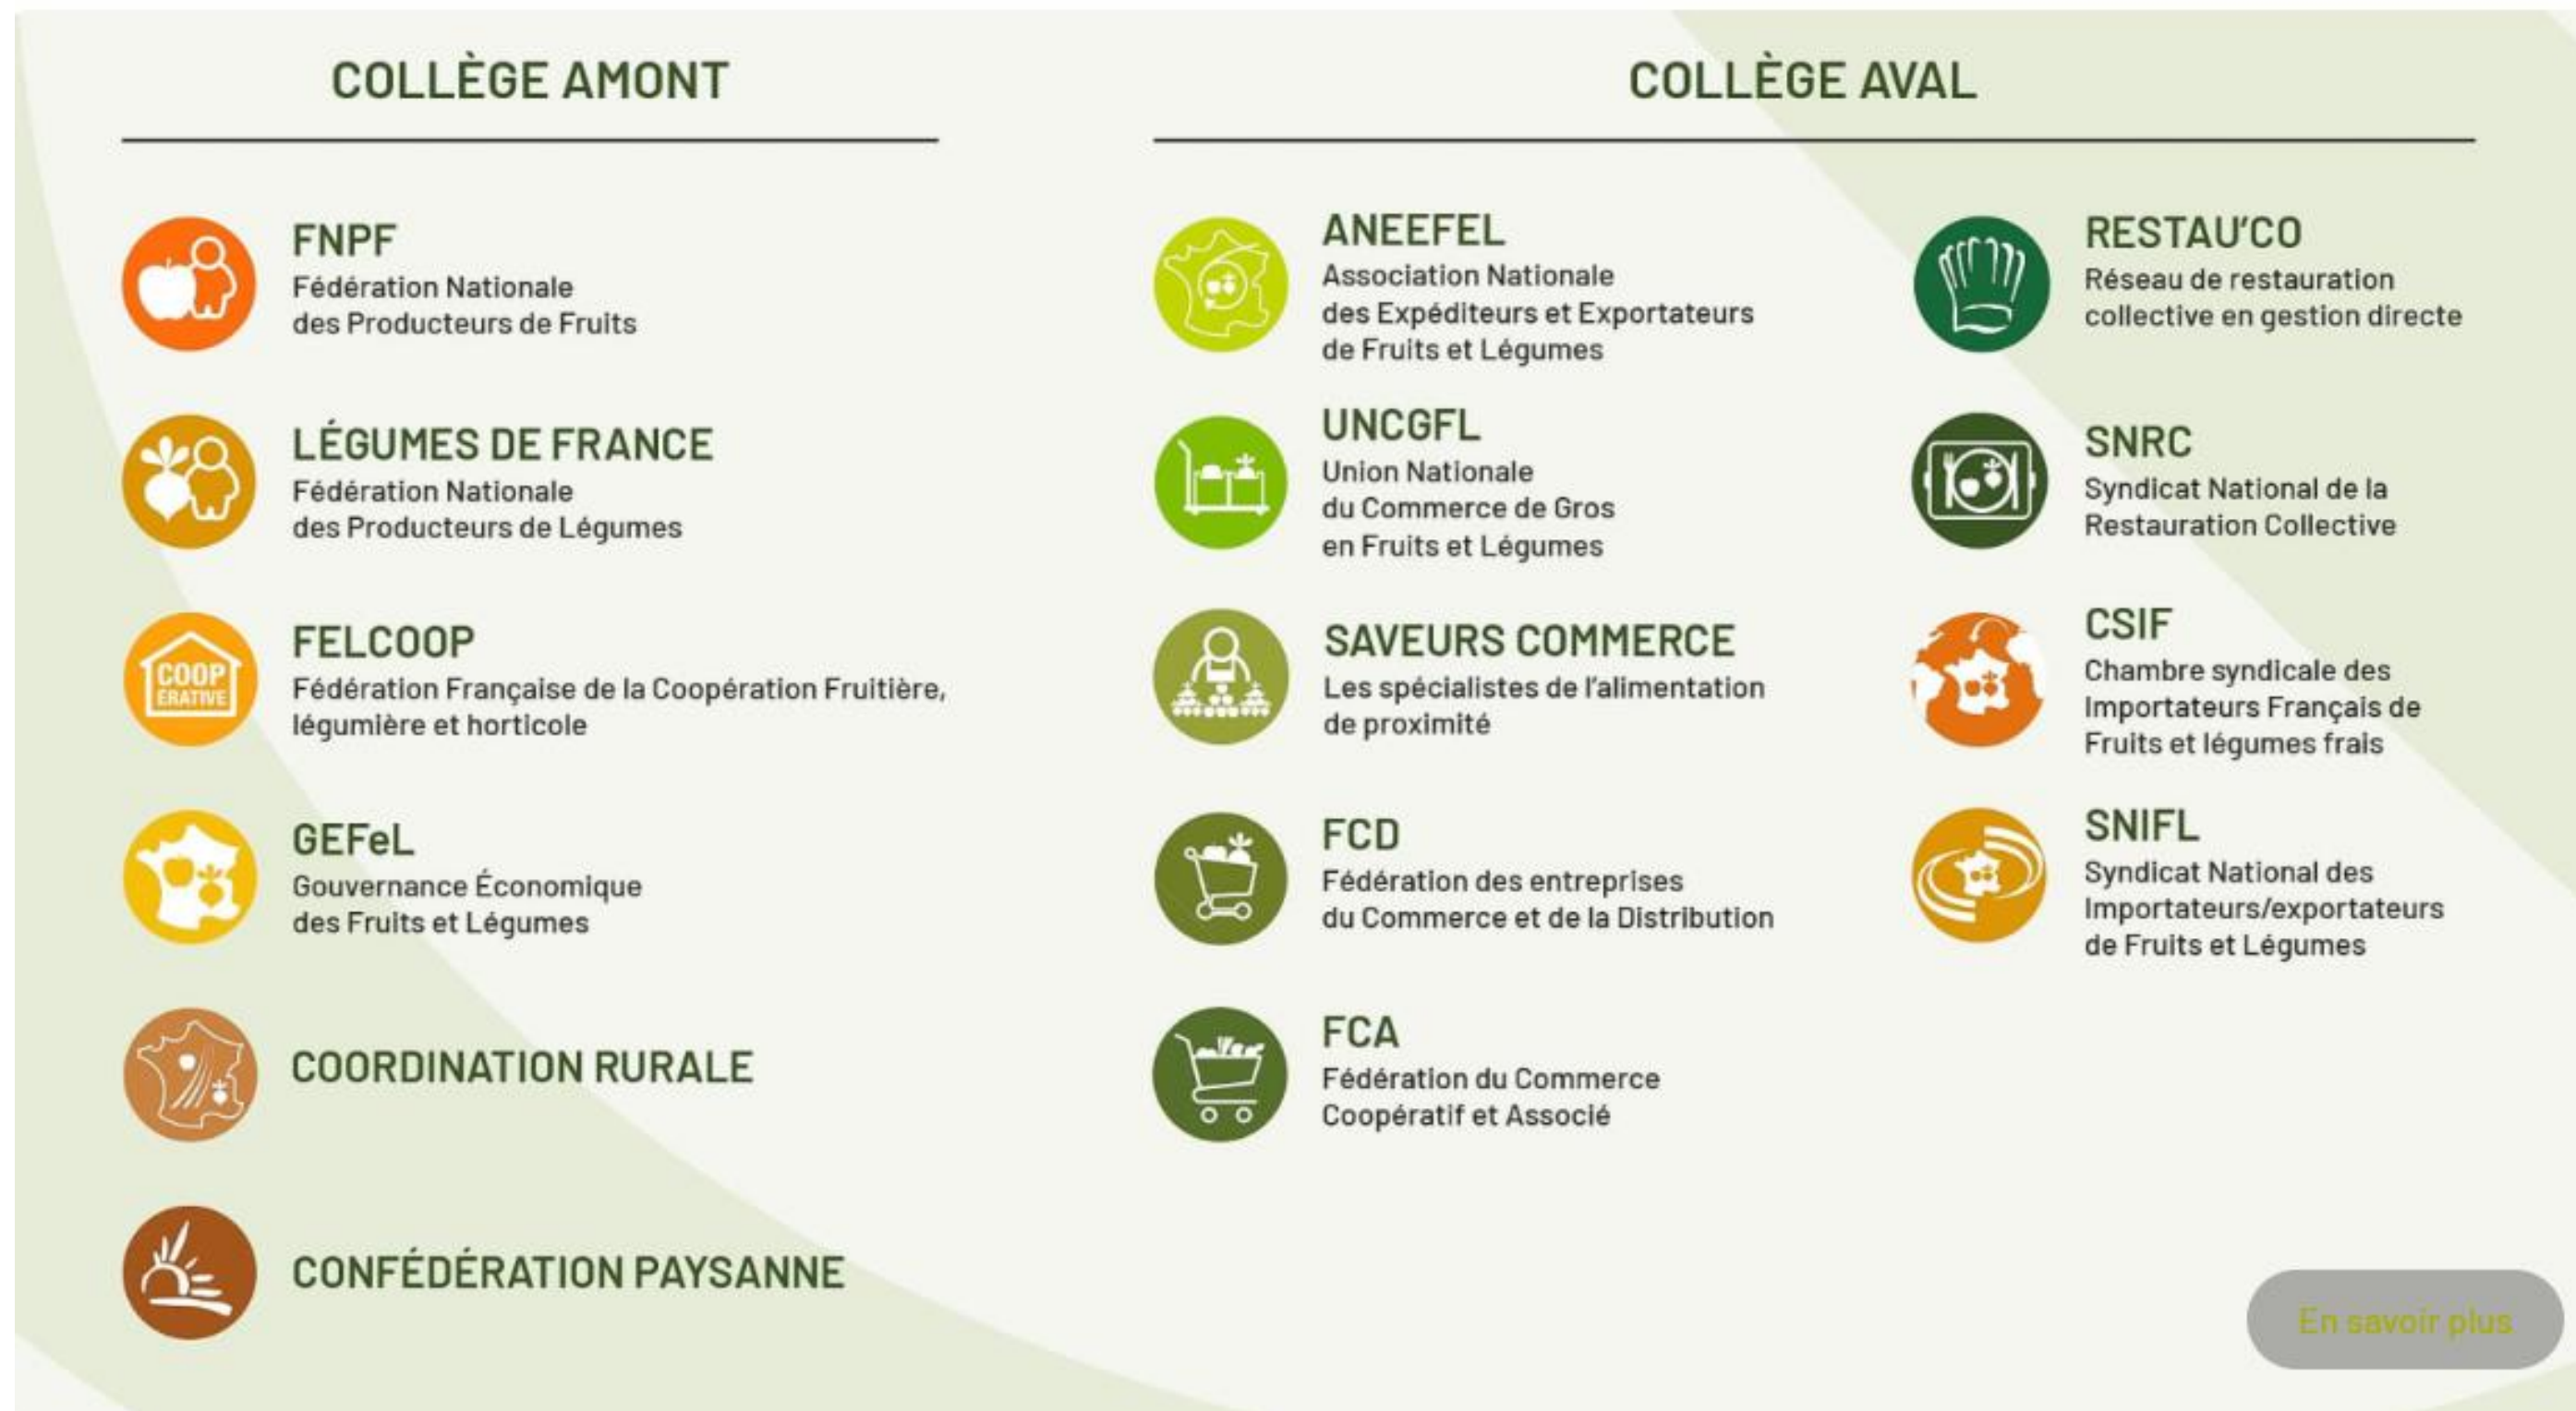 COLLÈGE AMONT
FNPF
Fédération Nationale
des Producteurs de Fruits
LÉGUMES DE FRANCE
Fédération Nationale
des Producteurs de Légumes
COOP
ERATIVE
FELCOOP
Fédération Française de la Coopération Fruitière,
légumière et horticole
GEFeL
Gouvernance Économique
des Fruits et Légumes
COORDINATION RURALE
CONFÉDÉRATION PAYSANNE
COLLÈGE AVAL
ANEEFEL
Association Nationale
des Expéditeurs et Exportateurs
de Fruits et Légumes
UNCGFL
Union Nationale
du Commerce de Gros
en Fruits et Légumes
SAVEURS COMMERCE
Les spécialistes de l'alimentation
de proximité
FCD
Fédération des entreprises
du Commerce et de la Distribution
FCA
Fédération du Commerce
Coopératif et Associé
RESTAU'CO
Réseau de restauration
collective en gestion directe
SNRC
Syndicat National de la
Restauration Collective
CSIF
Chambre syndicale des
Importateurs Français de
Fruits et légumes frais
SNIFL
Syndicat National des
Importateurs/exportateurs
de Fruits et Légumes
En savoir plus